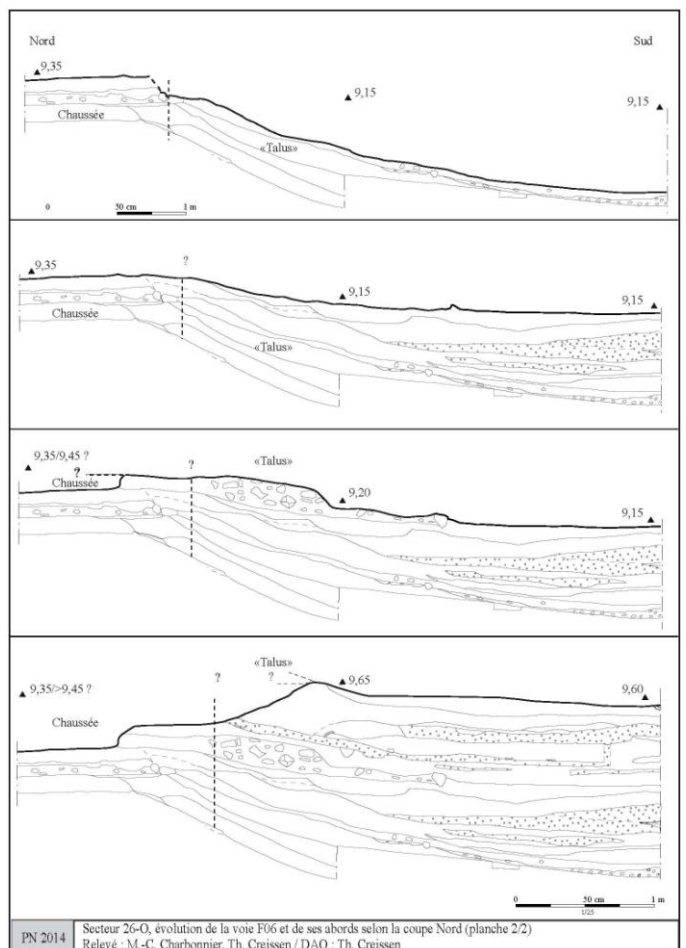 Nord Sud
▲9,35
▲9,15
9,15▲
Chaussée
«Talus»
0 50 cm 1 m
?
▲9,35
▲9,15
9,15▲
Chaussée
«Talus»
9,35/9,45 ?
▲
?
?
«Talus»
Chaussée
▲9,20
9,15▲
«Talus»
? ?
▲9,65
▲9,35/>9,45 ?
9,60▲
Chaussée
0 50 cm 1 m
1/25
PN 2014
Secteur 26-O, évolution de la voie F06 et de ses abords selon la coupe Nord (planche 2/2)
Relevé : M.-C. Charbonnier, Th. Creissen / DAO : Th. Creissen